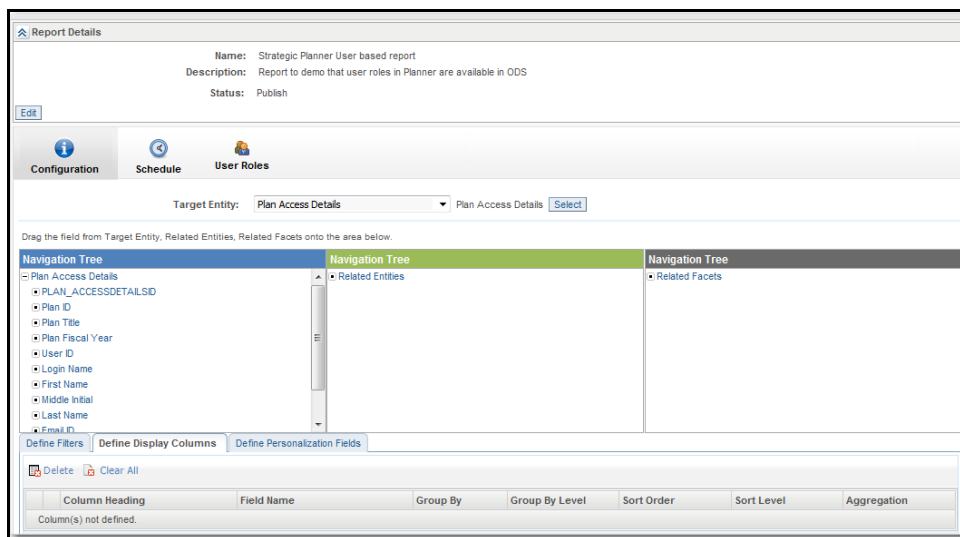 Report Details
Name: Strategic Planner User based report
Description: Report to demo that user roles in Planner are available in ODS
Status: Publish
Edit
Configuration Schedule User Roles
Target Entity: Plan Access Details Plan Access Details Select
Drag the field from Target Entity, Related Entities, Related Facets onto the area below.
Navigation Tree Navigation Tree Navigation Tree
Plan Access Details Related Entities Related Facets
PLAN_ACCESSDETAILSID
Plan ID
Plan Title
Plan Fiscal Year
User ID
Login Name
First Name
Middle Initial
Last Name
Email ID
Define Filters Define Display Columns Define Personalization Fields
Delete Clear All
Column Heading Field Name Group By Group By Level Sort Order Sort Level Aggregation
Column(s) not defined.